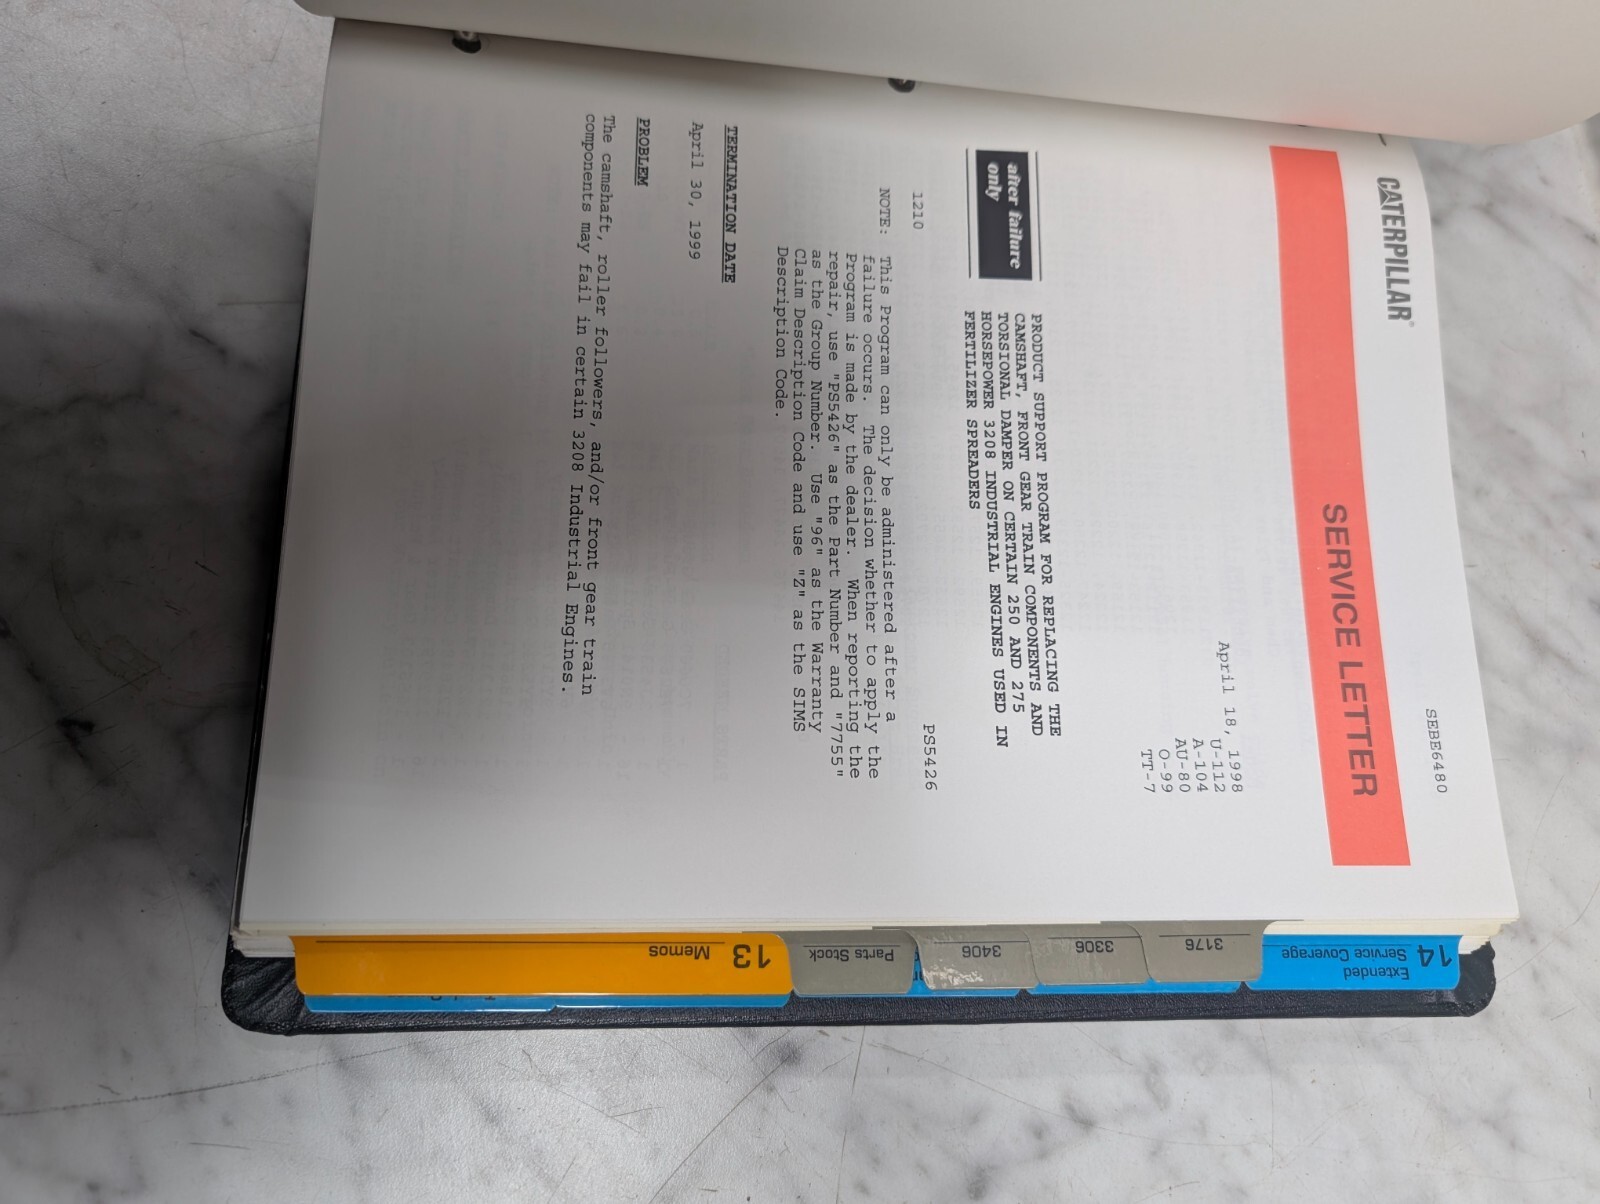 SEBE6480
CATERPILLAR®
SERVICE LETTER
April 18, 1998
U-112
A-104
AU-80
O-99
TT-7
after failure
only
PRODUCT SUPPORT PROGRAM FOR REPLACING THE
CAMSHAFT, FRONT GEAR TRAIN COMPONENTS AND
TORSIONAL DAMPER ON CERTAIN 250 AND 275
HORSEPOWER 3208 INDUSTRIAL ENGINES USED IN
FERTILIZER SPREADERS
1210 PS5426
NOTE: This Program can only be administered after a
failure occurs. The decision whether to apply the
Program is made by the dealer. When reporting the
repair, use "PS5426" as the Part Number and "7755"
as the Group Number. Use "96" as the Warranty
Claim Description Code and use "Z" as the SIMS
Description Code.
TERMINATION DATE
April 30, 1999
PROBLEM
The camshaft, roller followers, and/or front gear train
components may fail in certain 3208 Industrial Engines.
14 Extended
Service Coverage
3176
3306
3406
Parts Stock
13 Memos